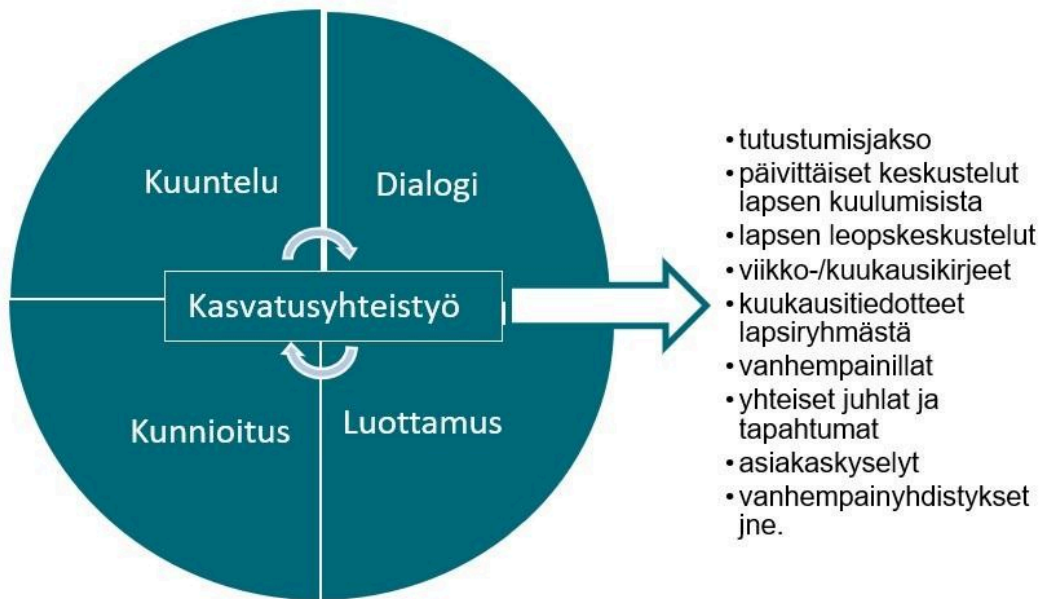 Kuuntelu
Dialogi
Kasvatusyhteistyö
Kunnioitus
Luottamus
• tutustumisjakso
• päivittäiset keskustelut
lapsen kuulumisista
• lapsen leopskeskustelut
• viikko-/kuukausikirjeet
• kuukausitiedotteet
lapsiryhmästä
• vanhempainillat
• yhteiset juhlat ja
tapahtumat
• asiakaskyselyt
• vanhempainyhdistykset
jne.